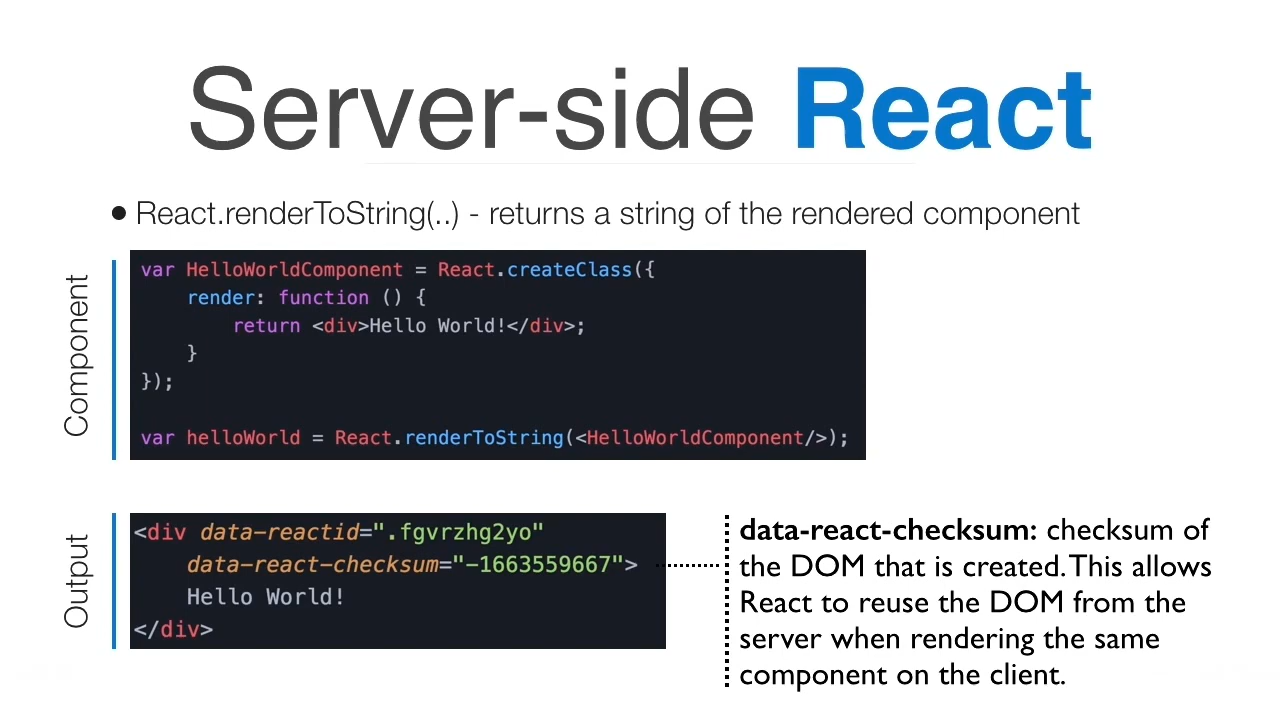 Server-side React
• React.renderToString(..) - returns a string of the rendered component
Component
var HelloWorldComponent = React.createClass({
    render: function () {
        return <div>Hello World!</div>;
    }
});
var helloWorld = React.renderToString(<HelloWorldComponent/>);
Output
<div data-reactid=".fgvrzhg2yo"
    data-react-checksum="-1663559667">
    Hello World!
</div>
data-react-checksum: checksum of
the DOM that is created. This allows
React to reuse the DOM from the
server when rendering the same
component on the client.